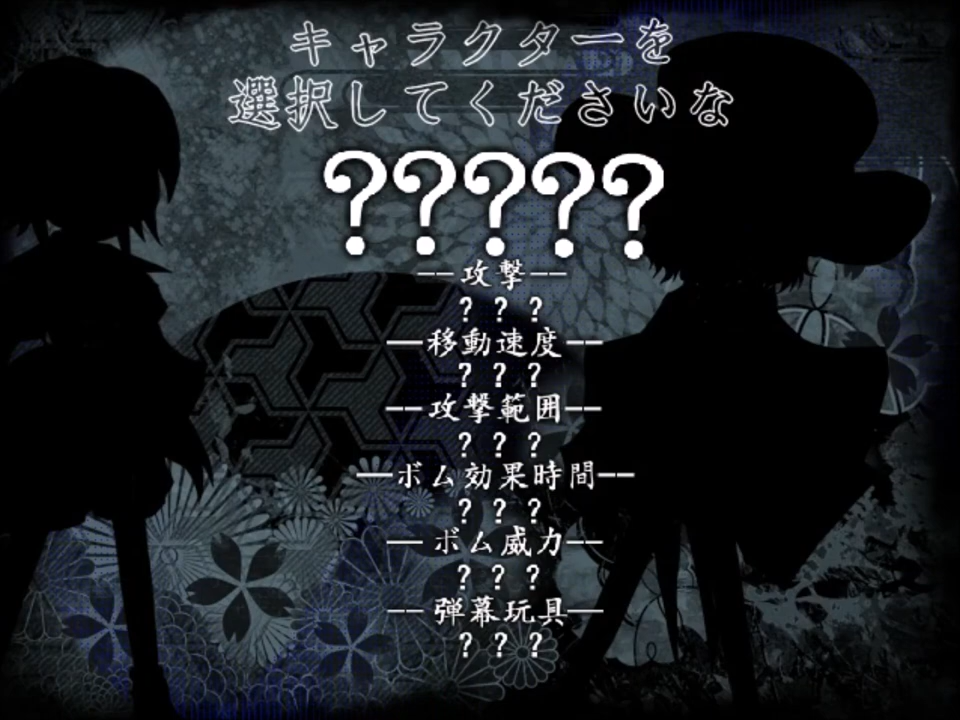 キャラクターを
選択してくださいな
?????
--攻撃--
? ? ?
--移動速度--
? ? ?
--攻撃範囲--
? ? ?
--ボム効果時間--
? ? ?
--ボム威力--
? ? ?
--弾幕玩具--
? ? ?